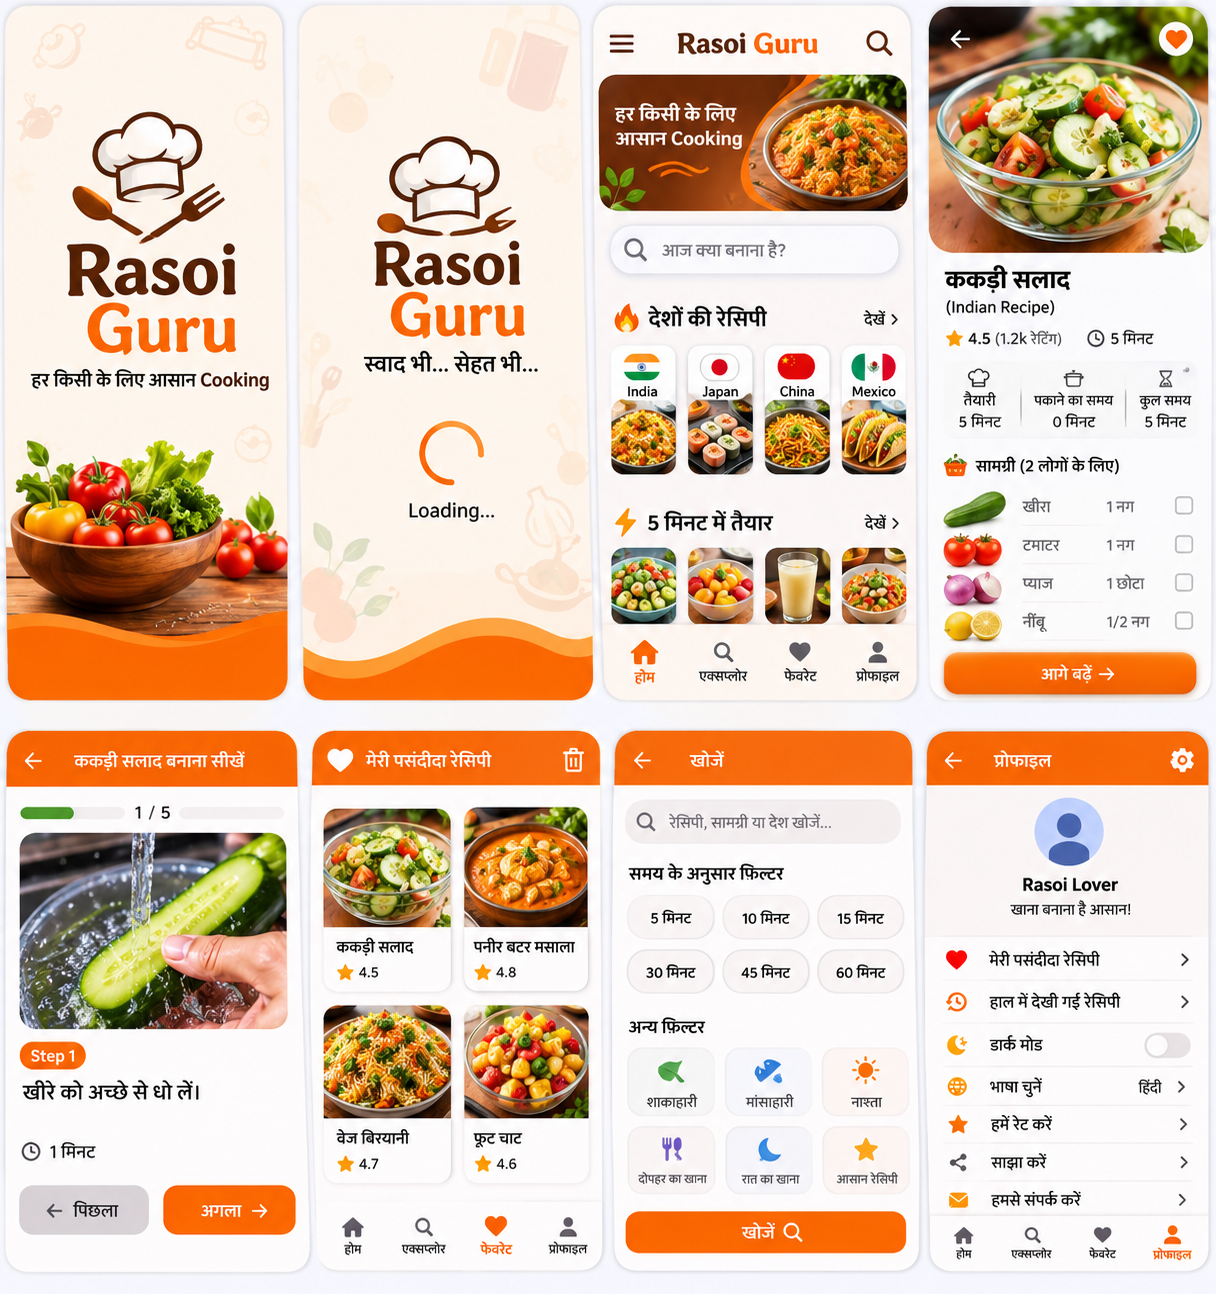 Rasoi
Guru
हर किसी के लिए आसान Cooking
Rasoi
Guru
स्वाद भी... सेहत भी...
Loading...
Rasoi Guru
हर किसी के लिए
आसान Cooking
आज क्या बनाना है?
देशों की रेसिपी
देखें
India
Japan
China
Mexico
5 मिनट में तैयार
देखें
होम
एक्सप्लोर
फेवरेट
प्रोफाइल
ककड़ी सलाद
(Indian Recipe)
4.5 (1.2k रेटिंग)
5 मिनट
तैयारी
5 मिनट
पकाने का समय
0 मिनट
कुल समय
5 मिनट
सामग्री (2 लोगों के लिए)
खीरा 1 नग
टमाटर 1 नग
प्याज 1 छोटा
नींबू 1/2 नग
आगे बढ़ें →
ककड़ी सलाद बनाना सीखें
1 / 5
Step 1
खीरे को अच्छे से धो लें।
1 मिनट
← पिछला
अगला →
मेरी पसंदीदा रेसिपी
ककड़ी सलाद
4.5
पनीर बटर मसाला
4.8
वेज बिरयानी
4.7
फ्रूट चाट
4.6
होम
एक्सप्लोर
फेवरेट
प्रोफाइल
खोजें
रेसिपी, सामग्री या देश खोजें...
समय के अनुसार फ़िल्टर
5 मिनट
10 मिनट
15 मिनट
30 मिनट
45 मिनट
60 मिनट
अन्य फ़िल्टर
शाकाहारी
मांसाहारी
नास्ता
दोपहर का खाना
रात का खाना
आसान रेसिपी
खोजें
प्रोफाइल
Rasoi Lover
खाना बनाना है आसान!
मेरी पसंदीदा रेसिपी
हाल में देखी गई रेसिपी
डार्क मोड
भाषा चुनें हिंदी
हमें रेट करें
साझा करें
हमसे संपर्क करें
होम
एक्सप्लोर
फेवरेट
प्रोफाइल